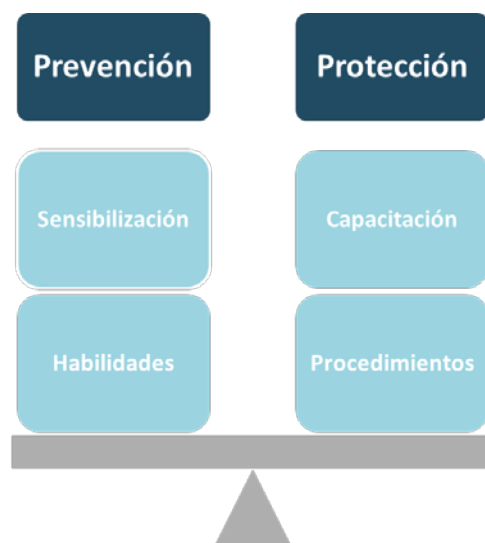 Prevención
Protección
Sensibilización
Capacitación
Habilidades
Procedimientos